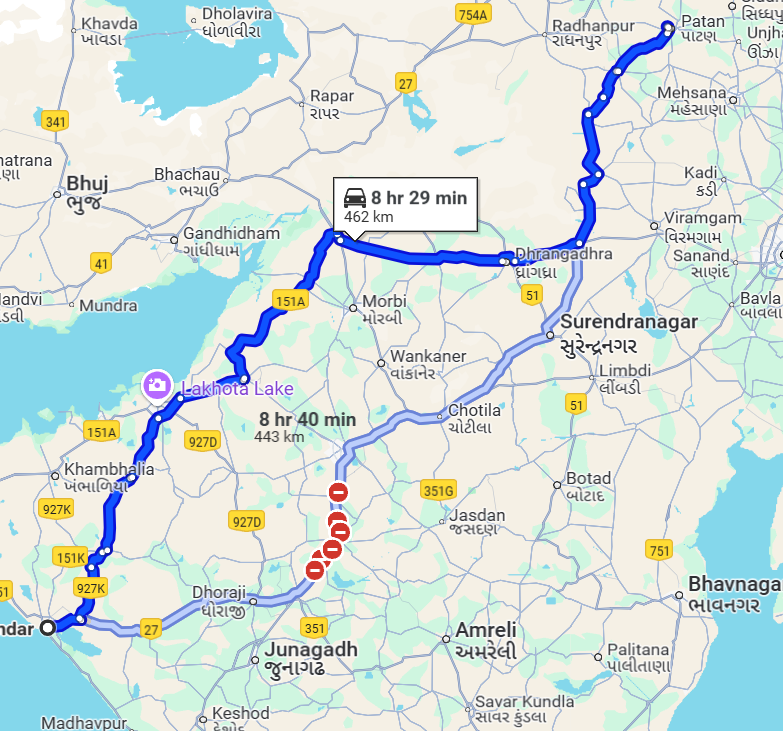 Khavda
ખાવડા
Dholavira
ધોળાવીરા
754A
Radhanpur
રાધનપુર
Patan
પાટણ
Unjha
ઊંઝા
Mehsana
મહેસાણા
27
Rapar
રાપર
341
Bhuj
ભુજ
Bhachau
ભચાઉ
Kadi
કડી
8 hr 29 min
462 km
Gandhidham
ગાંધીધામ
Viramgam
વિરમગામ
Sanand
સાણંદ
Dhrangadhra
ધ્રાંગધ્રા
41
Mundra
151A
51
Morbi
મોરબી
Bavla
બાવળા
Surendranagar
સુરેન્દ્રનગર
Wankaner
વાંકાનેર
Limbdi
લીંબડી
Lakhota Lake
8 hr 40 min
443 km
Chotila
ચોટીલા
51
151A
927D
Khambhalia
ખંભાળિયા
927K
351G
Botad
બોટાદ
927D
Jasdan
જસદણ
151K
751
927K
Dhoraji
ધોરાજી
Bhavnaga
ભાવનગર
51
ndar
27
351
Junagadh
જુનાગઢ
Amreli
અમરેલી
Palitana
પાલીતાણા
Keshod
કેશોદ
Savar Kundla
સાવર કુંડલા
Madhavpur